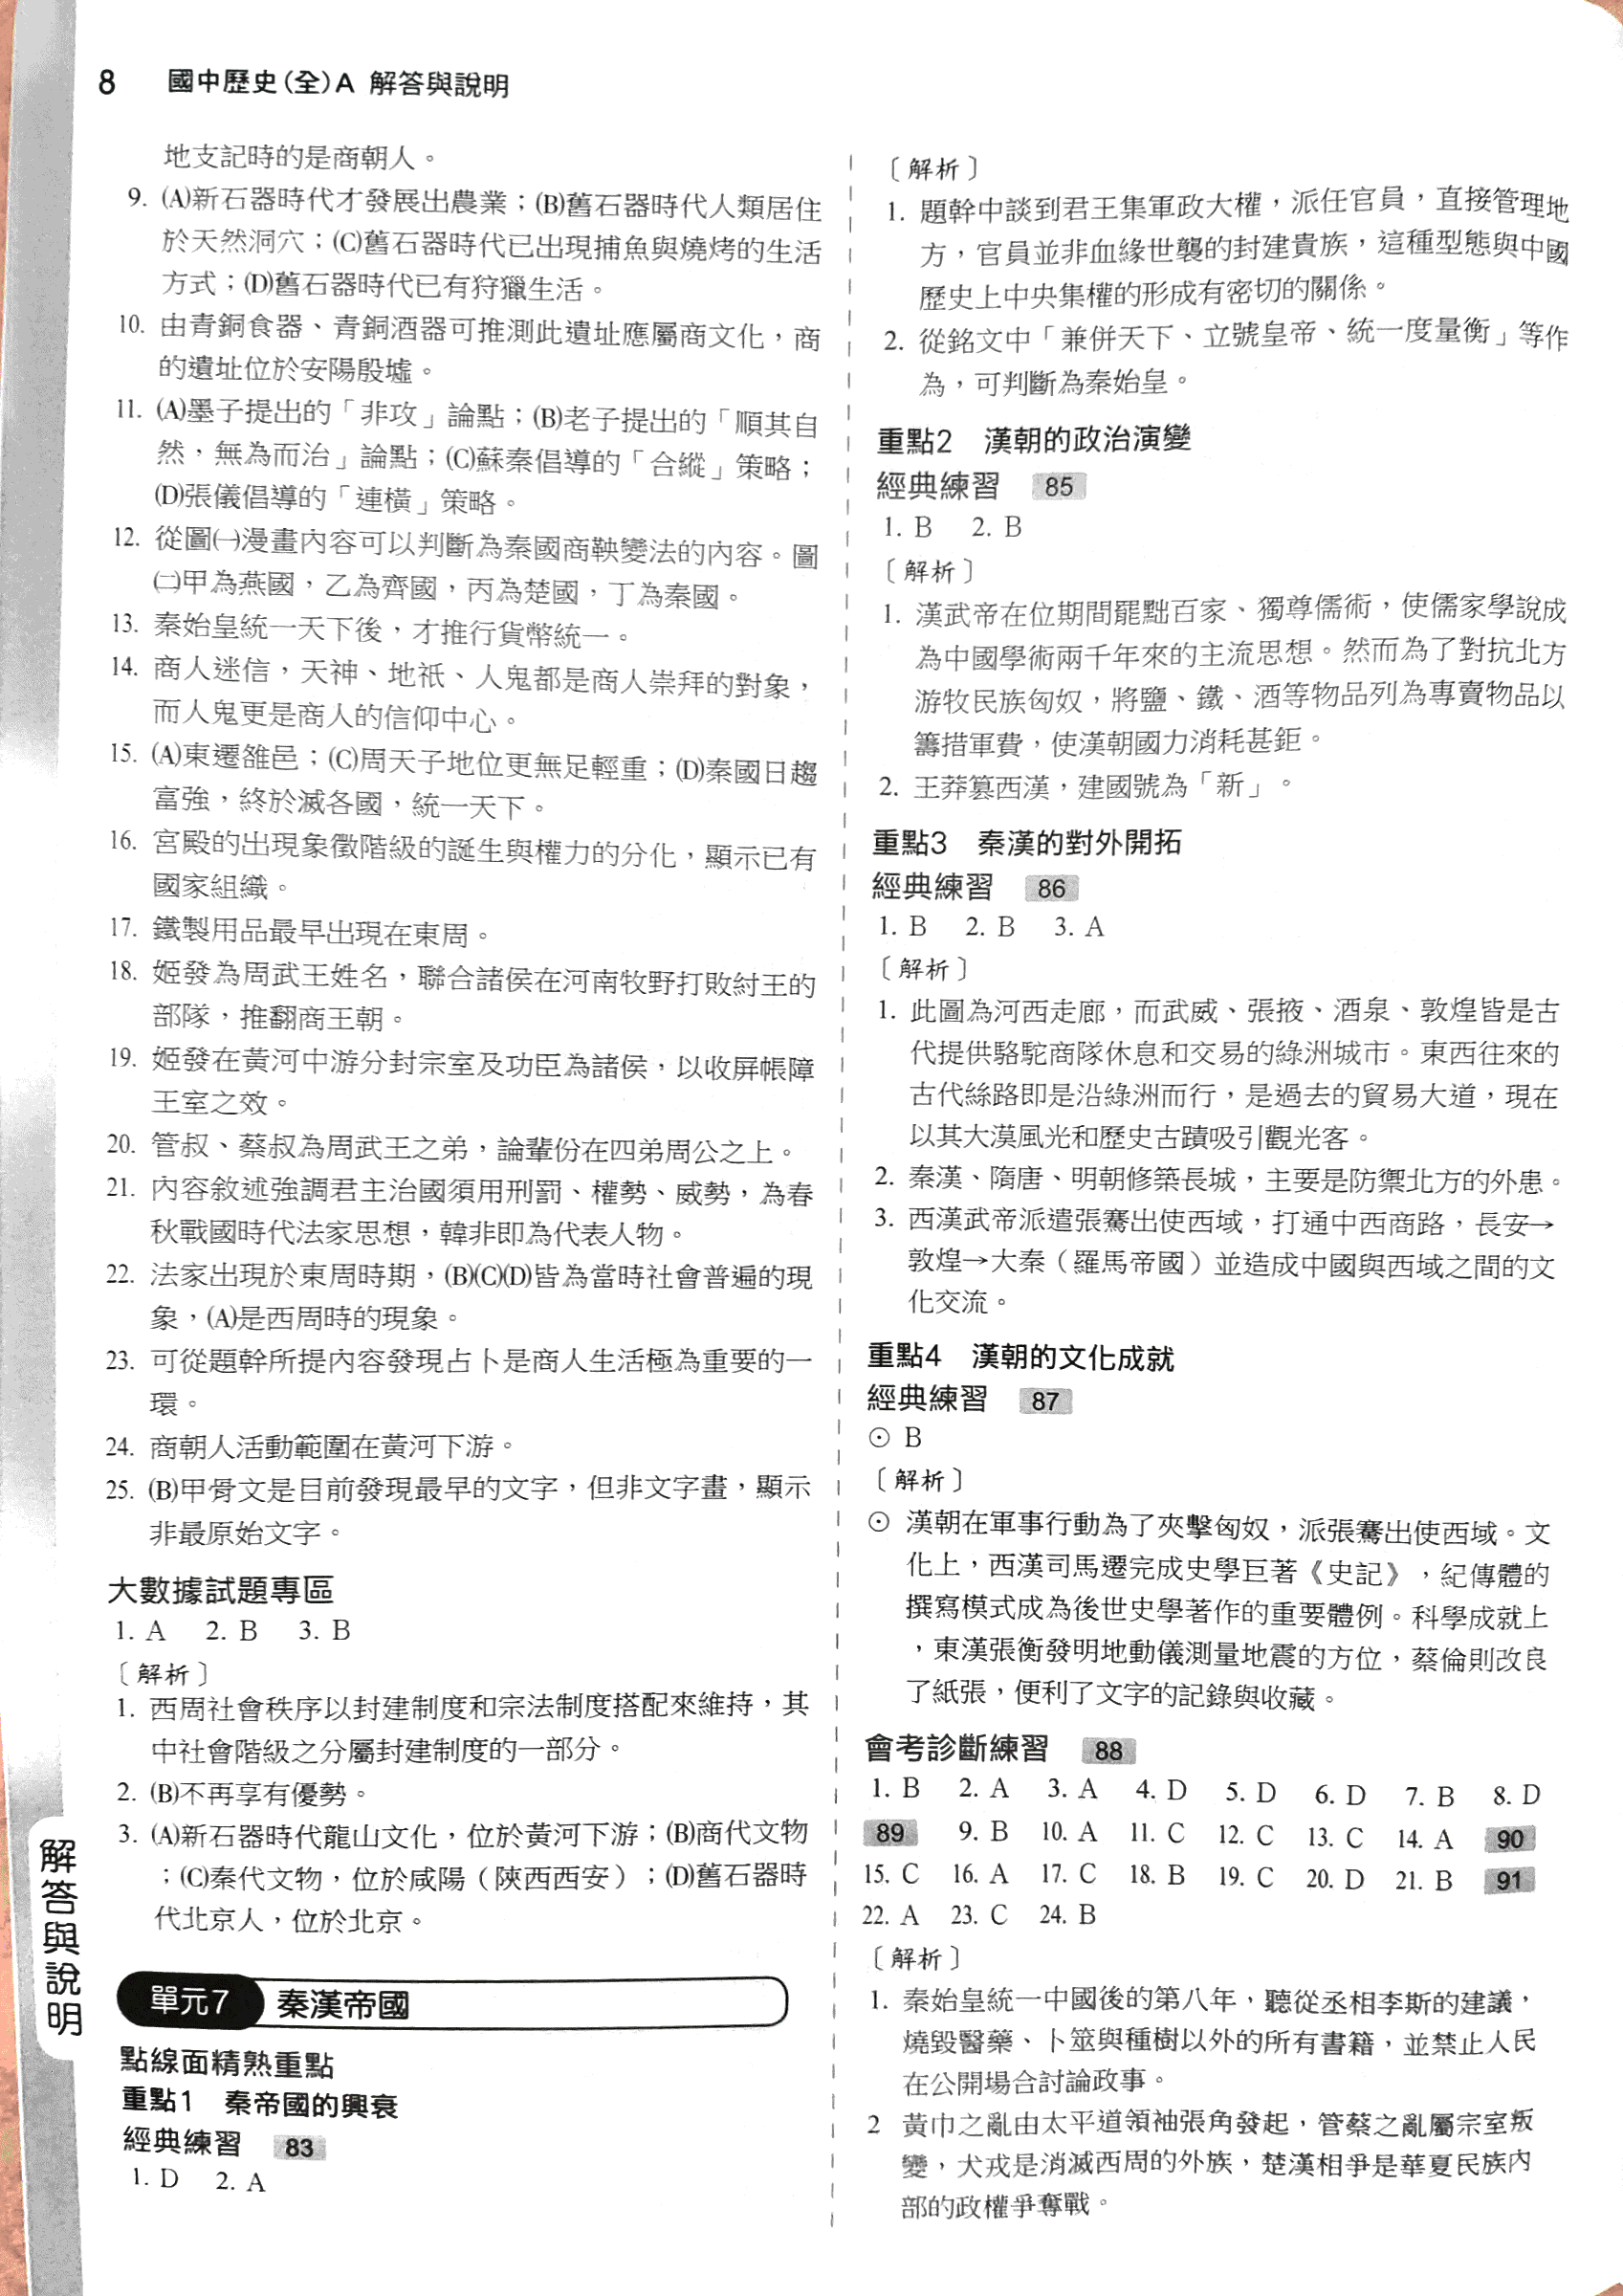 8 國中歷史(全)A 解答與說明
地支記時的是商朝人。
9. (A)新石器時代才發展出農業；(B)舊石器時代人類居住
於天然洞穴；(C)舊石器時代已出現捕魚與燒烤的生活
方式；(D)舊石器時代已有狩獵生活。
10. 由青銅食器、青銅酒器可推測此遺址應屬商文化，商
的遺址位於安陽殷墟。
11. (A)墨子提出的「非攻」論點；(B)老子提出的「順其自
然，無為而治」論點；(C)蘇秦倡導的「合縱」策略；
(D)張儀倡導的「連橫」策略。
12. 從圖㈠漫畫內容可以判斷為秦國商鞅變法的內容。圖
㈡甲為燕國，乙為齊國，丙為楚國，丁為秦國。
13. 秦始皇統一天下後，才推行貨幣統一。
14. 商人迷信，天神、地祇、人鬼都是商人崇拜的對象，
而人鬼更是商人的信仰中心。
15. (A)東遷雒邑；(C)周天子地位更無足輕重；(D)秦國日趨
富強，終於滅各國，統一天下。
16. 宮殿的出現象徵階級的誕生與權力的分化，顯示已有
國家組織。
17. 鐵製用品最早出現在東周。
18. 姬發為周武王姓名，聯合諸侯在河南牧野打敗紂王的
部隊，推翻商王朝。
19. 姬發在黃河中游分封宗室及功臣為諸侯，以收屏帳障
王室之效。
20. 管叔、蔡叔為周武王之弟，論輩份在四弟周公之上。
21. 內容敘述強調君主治國須用刑罰、權勢、威勢，為春
秋戰國時代法家思想，韓非即為代表人物。
22. 法家出現於東周時期，(B)(C)(D)皆為當時社會普遍的現
象，(A)是西周時的現象。
23. 可從題幹所提內容發現占卜是商人生活極為重要的一
環。
24. 商朝人活動範圍在黃河下游。
25. (B)甲骨文是目前發現最早的文字，但非文字畫，顯示
非最原始文字。
大數據試題專區
1. A 2. B 3. B
〔解析〕
1. 西周社會秩序以封建制度和宗法制度搭配來維持，其
中社會階級之分屬封建制度的一部分。
2. (B)不再享有優勢。
3. (A)新石器時代龍山文化，位於黃河下游；(B)商代文物
；(C)秦代文物，位於咸陽（陝西西安）；(D)舊石器時
代北京人，位於北京。
單元7 秦漢帝國
點線面精熟重點
重點1 秦帝國的興衰
經典練習 83
1. D 2. A
〔解析〕
1. 題幹中談到君王集軍政大權，派任官員，直接管理地
方，官員並非血緣世襲的封建貴族，這種型態與中國
歷史上中央集權的形成有密切的關係。
2. 從銘文中「兼併天下、立號皇帝、統一度量衡」等作
為，可判斷為秦始皇。
重點2 漢朝的政治演變
經典練習 85
1. B 2. B
〔解析〕
1. 漢武帝在位期間罷黜百家、獨尊儒術，使儒家學說成
為中國學術兩千年來的主流思想。然而為了對抗北方
游牧民族匈奴，將鹽、鐵、酒等物品列為專賣物品以
籌措軍費，使漢朝國力消耗甚鉅。
2. 王莽篡西漢，建國號為「新」。
重點3 秦漢的對外開拓
經典練習 86
1. B 2. B 3. A
〔解析〕
1. 此圖為河西走廊，而武威、張掖、酒泉、敦煌皆是古
代提供駱駝商隊休息和交易的綠洲城市。東西往來的
古代絲路即是沿綠洲而行，是過去的貿易大道，現在
以其大漠風光和歷史古蹟吸引觀光客。
2. 秦漢、隋唐、明朝修築長城，主要是防禦北方的外患。
3. 西漢武帝派遣張騫出使西域，打通中西商路，長安→
敦煌→大秦（羅馬帝國）並造成中國與西域之間的文
化交流。
重點4 漢朝的文化成就
經典練習 87
⊙ B
〔解析〕
⊙ 漢朝在軍事行動為了夾擊匈奴，派張騫出使西域。文
化上，西漢司馬遷完成史學巨著《史記》，紀傳體的
撰寫模式成為後世史學著作的重要體例。科學成就上
，東漢張衡發明地動儀測量地震的方位，蔡倫則改良
了紙張，便利了文字的記錄與收藏。
會考診斷練習 88
1. B 2. A 3. A 4. D 5. D 6. D 7. B 8. D
89 9. B 10. A 11. C 12. C 13. C 14. A 90
15. C 16. A 17. C 18. B 19. C 20. D 21. B 91
22. A 23. C 24. B
〔解析〕
1. 秦始皇統一中國後的第八年，聽從丞相李斯的建議，
燒毀醫藥、卜筮與種樹以外的所有書籍，並禁止人民
在公開場合討論政事。
2 黃巾之亂由太平道領袖張角發起，管蔡之亂屬宗室叛
變，犬戎是消滅西周的外族，楚漢相爭是華夏民族內
部的政權爭奪戰。
解答與說明